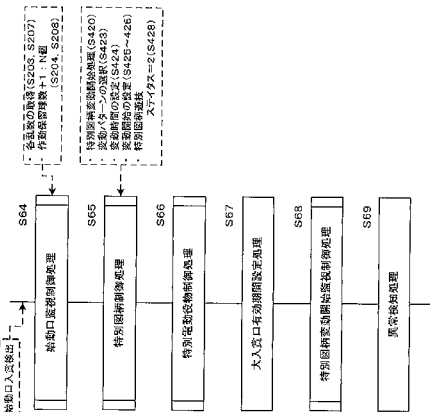 始動口入賞検出
S64
始動口監視制御処理
・ 各乱数の取得(S203, S207)
・ 作動保留球数+1:N個
(S204, S208)
S65
特別図柄制御処理
・ 特別図柄変動開始処理(S420)
・ 変動パターンの選択(S423)
・ 変動時間の設定(S424)
・ 変動開始の設定(S425～426)
・ 特別図柄遊技
ステイタス=2(S428)
S66
特別電動役物制御処理
S67
大入賞口有効期間設定処理
S68
特別図柄変動開始監視制御処理
S69
異常検知処理